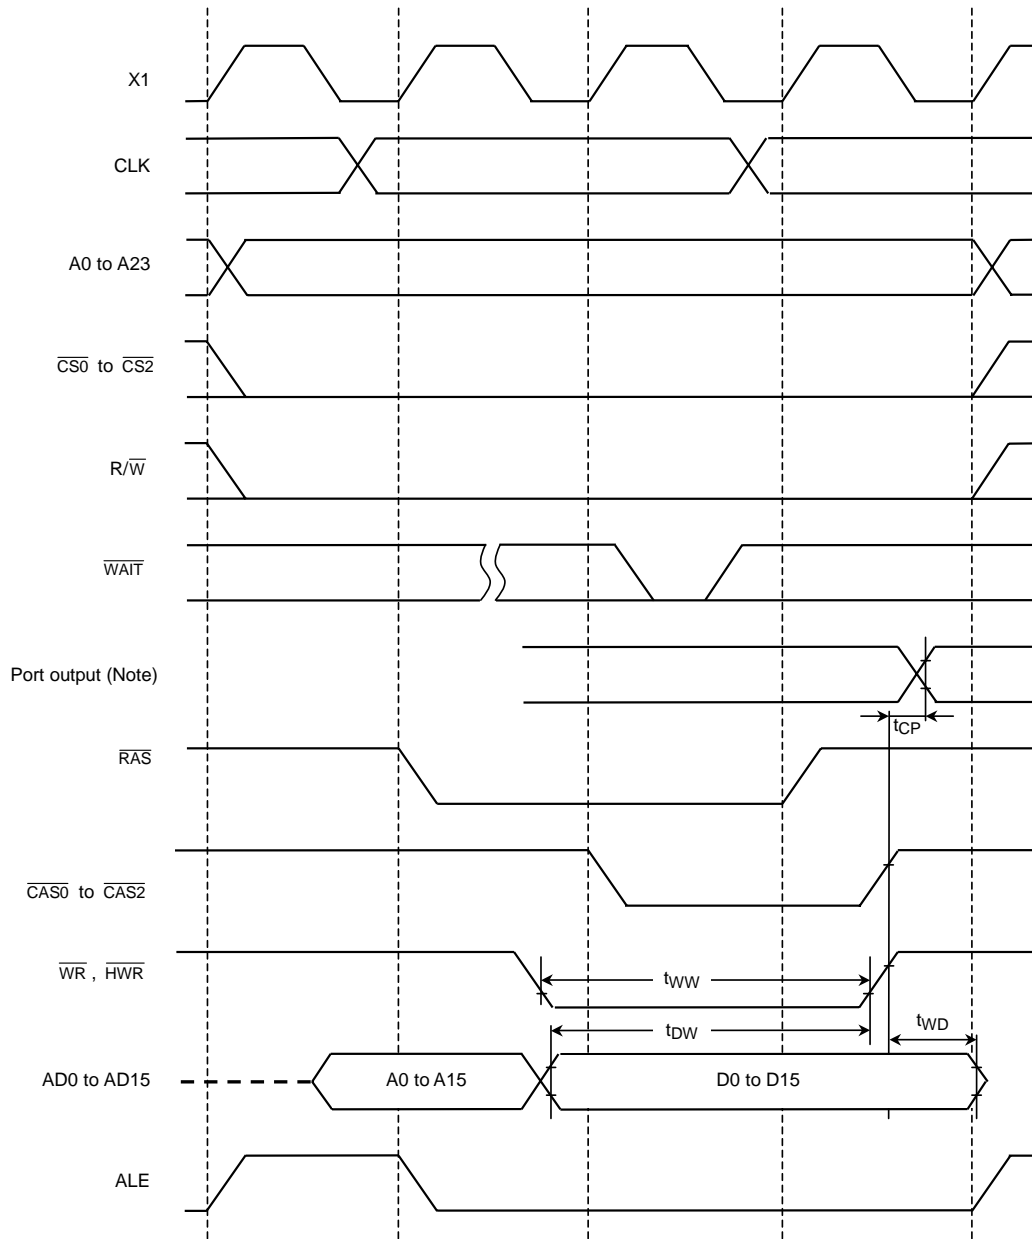 X1
CLK
A0 to A23
CS0 to CS2
R/W
WAIT
Port output (Note)
tCP
RAS
CAS0 to CAS2
WR , HWR
tWW
tDW
tWD
AD0 to AD15
A0 to A15
D0 to D15
ALE